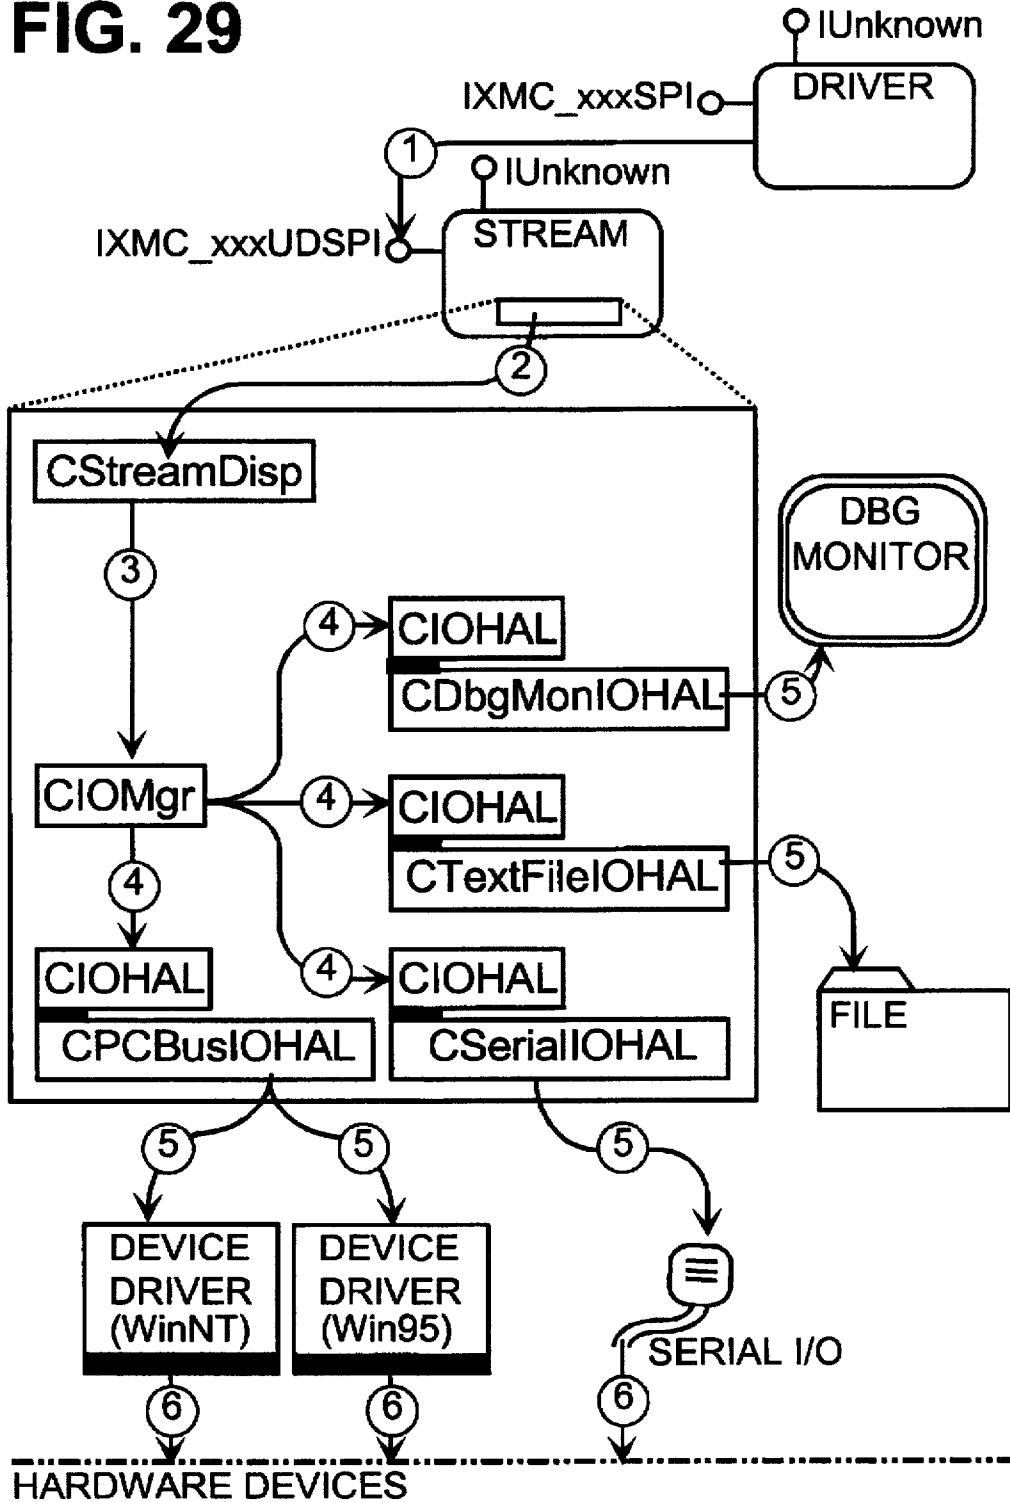 FIG. 29
IUnknown
DRIVER
IXMC_xxxSPI
1
IUnknown
STREAM
IXMC_xxxUDSPI
2
CStreamDisp
DBG
MONITOR
3
4
CIOHAL
CDbgMonIOHAL
5
CIOMgr
4
CIOHAL
CTextFileIOHAL
5
4
CIOHAL
CPCBusIOHAL
4
CIOHAL
CSerialIOHAL
FILE
5
5
5
DEVICE
DRIVER
(WinNT)
DEVICE
DRIVER
(Win95)
SERIAL I/O
6
6
6
HARDWARE DEVICES